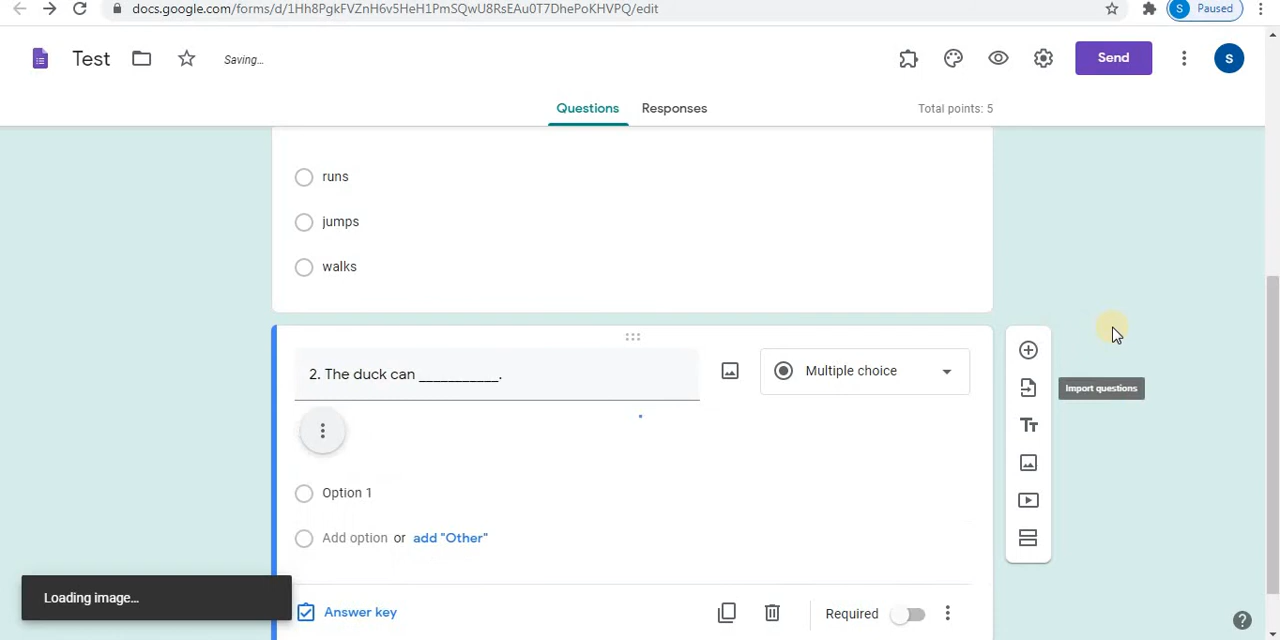 docs.google.com/forms/d/1Hh8PgkFVZnH6v5HeH1PmSQwU8RsEAu0T7DhePoKHVPQ/edit
S Paused
Test
Saving...
Send
S
Questions
Responses
Total points: 5
runs
jumps
walks
2. The duck can ___________.
Multiple choice
Import questions
Option 1
Add option or add "Other"
Loading image...
Answer key
Required